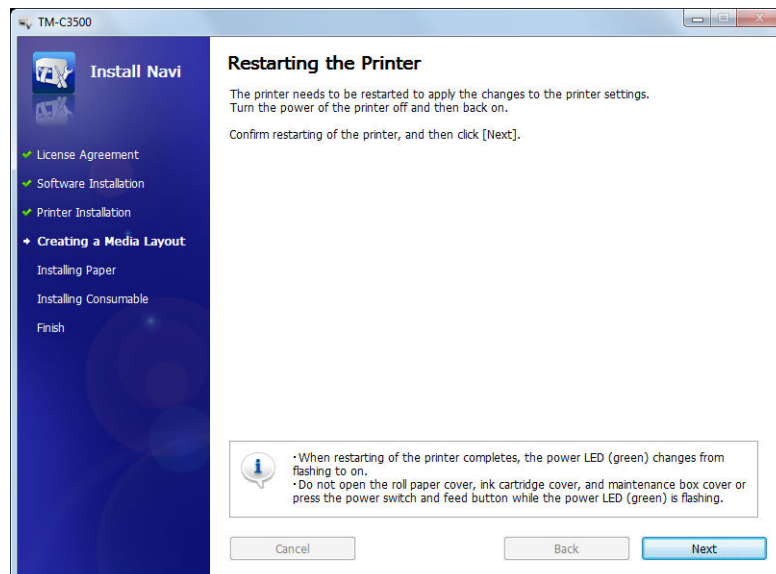 TM-C3500
Install Navi
License Agreement
Software Installation
Printer Installation
Creating a Media Layout
Installing Paper
Installing Consumable
Finish
Restarting the Printer
The printer needs to be restarted to apply the changes to the printer settings.
Turn the power of the printer off and then back on.
Confirm restarting of the printer, and then click [Next].
・When restarting of the printer completes, the power LED (green) changes from
flashing to on.
・Do not open the roll paper cover, ink cartridge cover, and maintenance box cover or
press the power switch and feed button while the power LED (green) is flashing.
Cancel
Back
Next